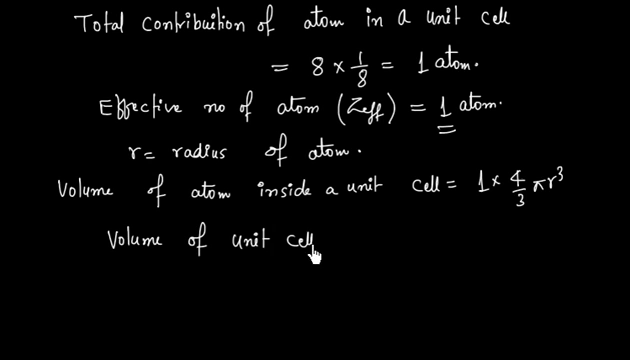 Total contribuition of atom in a unit cell
= 8 × 1/8 = 1 atom.
Effective no of atom (Zeff) = 1 atom.
r = radius of atom.
Volume of atom inside a unit cell = 1 × 4/3 πr³
Volume of unit cell